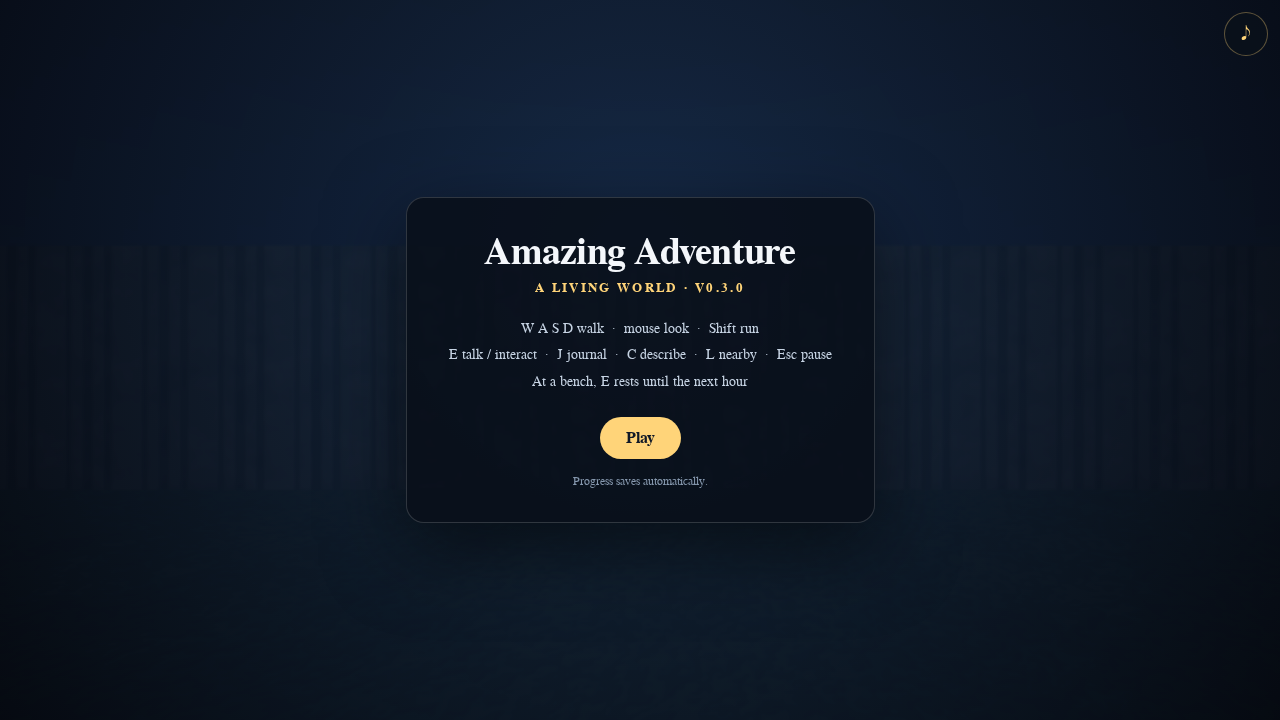 ♪
Amazing Adventure
A LIVING WORLD · V0.3.0
W A S D walk · mouse look · Shift run
E talk / interact · J journal · C describe · L nearby · Esc pause
At a bench, E rests until the next hour
Play
Progress saves automatically.